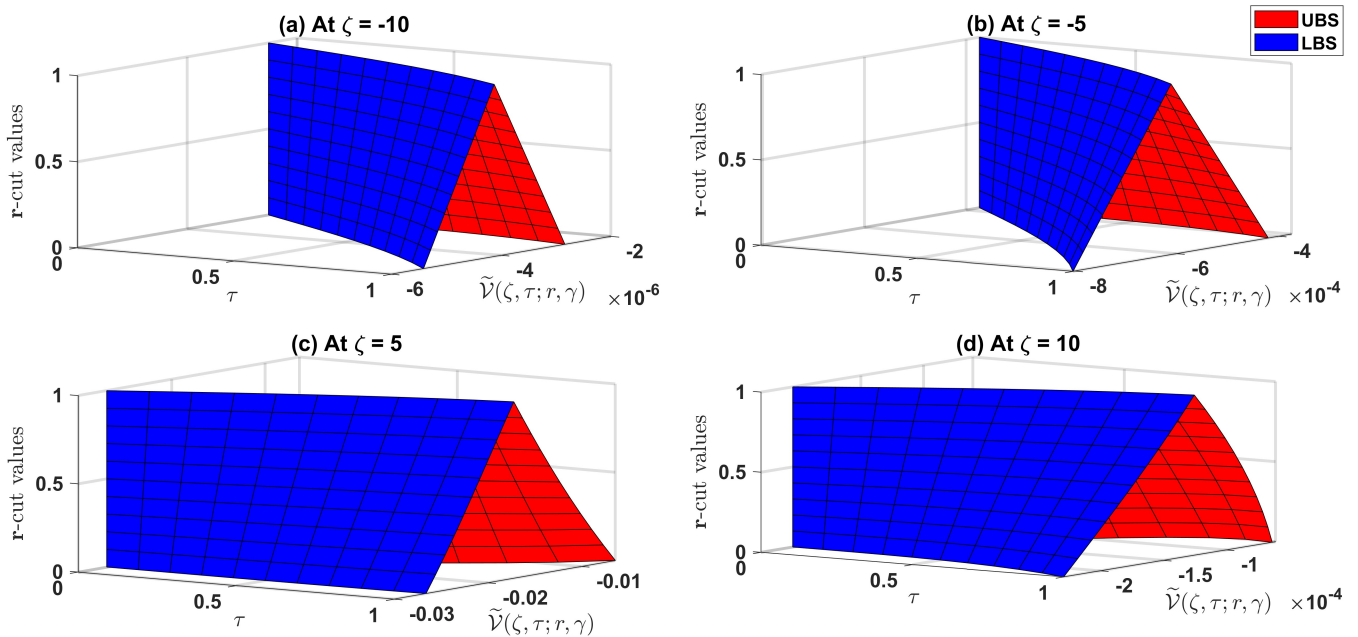 (a) At ζ = -10
1
0.5
0
r-cut values
0
0.5
1
τ
-6
-4
-2
Ṽ(ζ, τ; r, γ)
×10⁻⁶
(b) At ζ = -5
UBS
LBS
1
0.5
0
r-cut values
0
0.5
1
τ
-8
-6
-4
Ṽ(ζ, τ; r, γ)
×10⁻⁴
(c) At ζ = 5
1
0.5
0
r-cut values
0
0.5
1
τ
-0.03
-0.02
-0.01
Ṽ(ζ, τ; r, γ)
(d) At ζ = 10
1
0.5
0
r-cut values
0
0.5
1
τ
-2
-1.5
-1
Ṽ(ζ, τ; r, γ)
×10⁻⁴